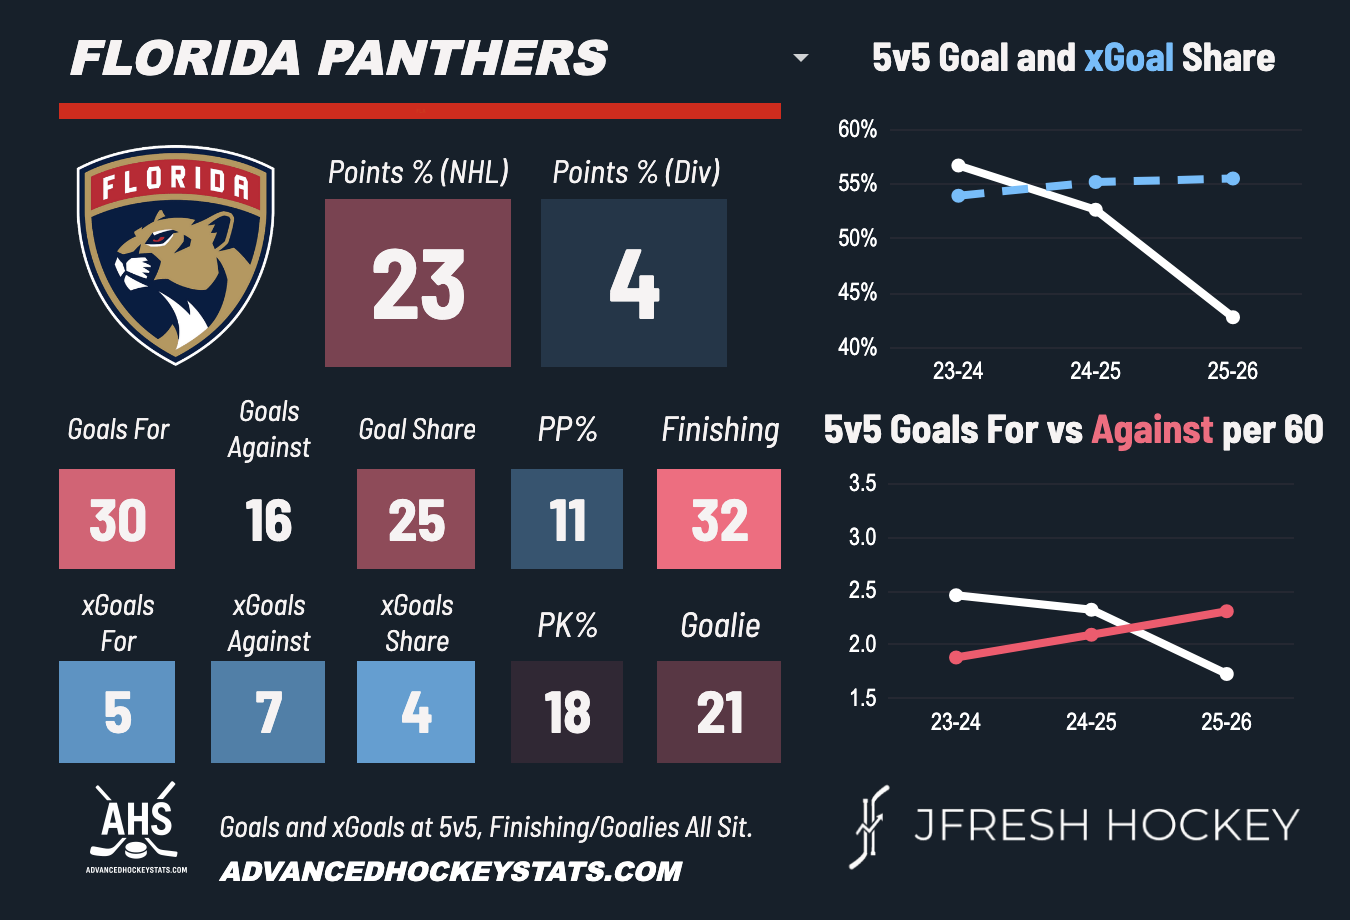 FLORIDA PANTHERS
FLORIDA
Points % (NHL)
Points % (Div)
23
4
Goals For
Goals
Against
Goal Share
PP%
Finishing
30
16
25
11
32
xGoals
For
xGoals
Against
xGoals
Share
PK%
Goalie
5
7
4
18
21
AHS
ADVANCEDHOCKEYSTATS.COM
Goals and xGoals at 5v5, Finishing/Goalies All Sit.
ADVANCEDHOCKEYSTATS.COM
5v5 Goal and xGoal Share
60%
55%
50%
45%
40%
23-24
24-25
25-26
5v5 Goals For vs Against per 60
3.5
3.0
2.5
2.0
1.5
23-24
24-25
25-26
JFRESH HOCKEY